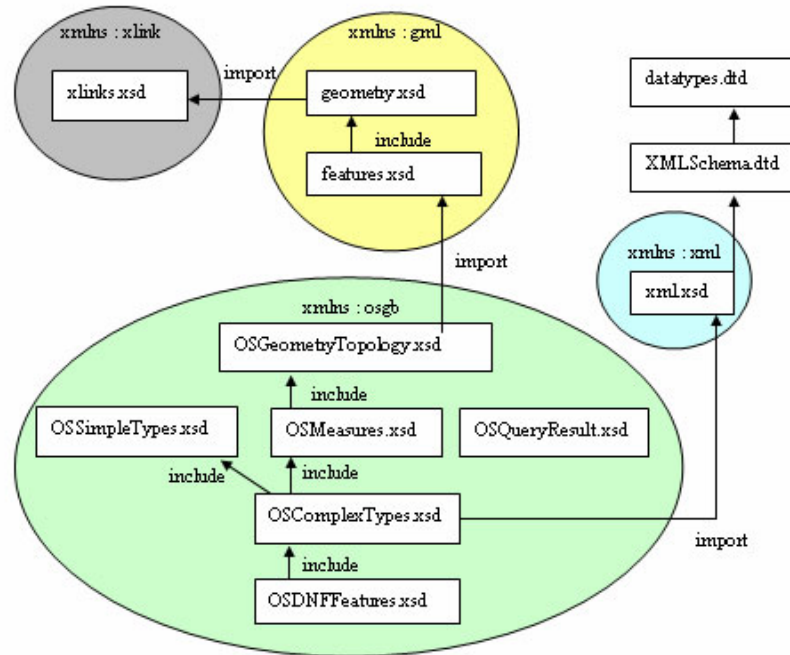 xmlns : xlink
xlinks.xsd
import
xmlns : gml
geometry.xsd
include
features.xsd
datatypes.dtd
XMLSchema.dtd
import
xmlns : xml
xml.xsd
xmlns : osgb
OSGeometryTopology.xsd
include
OSSimpleTypes.xsd
OSMeasures.xsd
OSQueryResult.xsd
include
include
OSComplexTypes.xsd
import
include
OSDNFFeatures.xsd